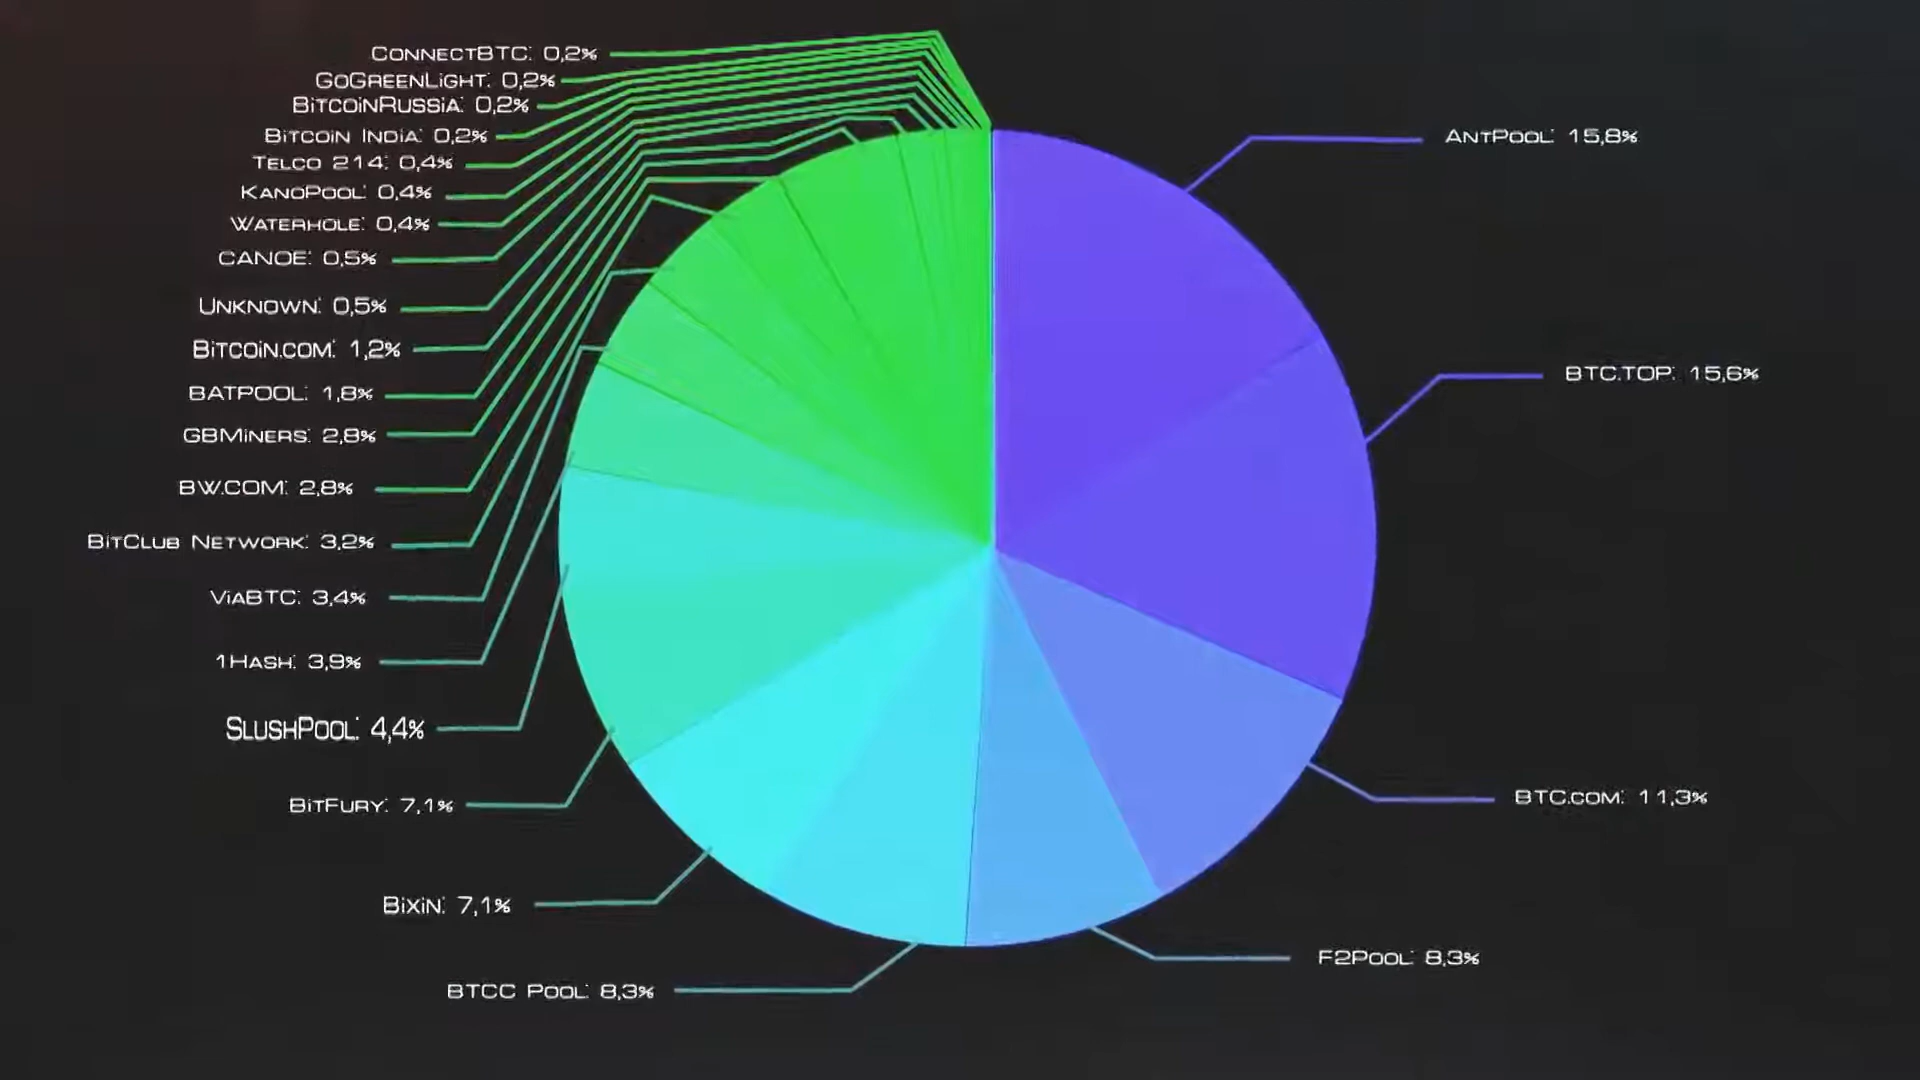 ConnectBTC: 0,2%
GoGreenLight: 0,2%
BitcoinRussia: 0,2%
Bitcoin India: 0,2%
Telco 214: 0,4%
KanoPool: 0,4%
Waterhole: 0,4%
CANOE: 0,5%
Unknown: 0,5%
Bitcoin.com: 1,2%
BATPOOL: 1,8%
GBMiners: 2,8%
BW.COM: 2,8%
BitClub Network: 3,2%
ViaBTC: 3,4%
1Hash: 3,9%
SlushPool: 4,4%
BitFury: 7,1%
Bixin: 7,1%
BTCC Pool: 8,3%
AntPool: 15,8%
BTC.TOP: 15,6%
BTC.com: 11,3%
F2Pool: 8,3%